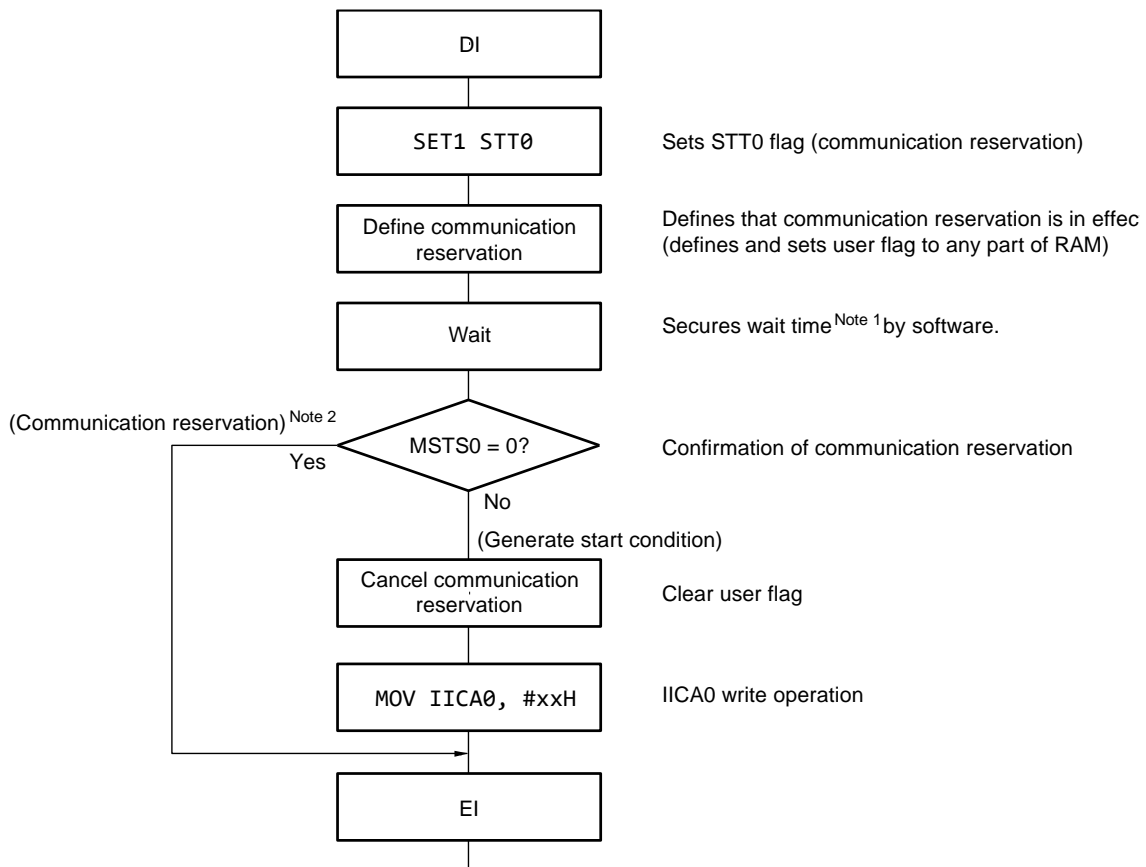 DI
SET1 STT0
Sets STT0 flag (communication reservation)
Define communication
reservation
Defines that communication reservation is in effec
(defines and sets user flag to any part of RAM)
Wait
Secures wait time Note 1 by software.
(Communication reservation) Note 2
MSTS0 = 0?
Confirmation of communication reservation
Yes
No
(Generate start condition)
Cancel communication
reservation
Clear user flag
MOV IICA0, #xxH
IICA0 write operation
EI